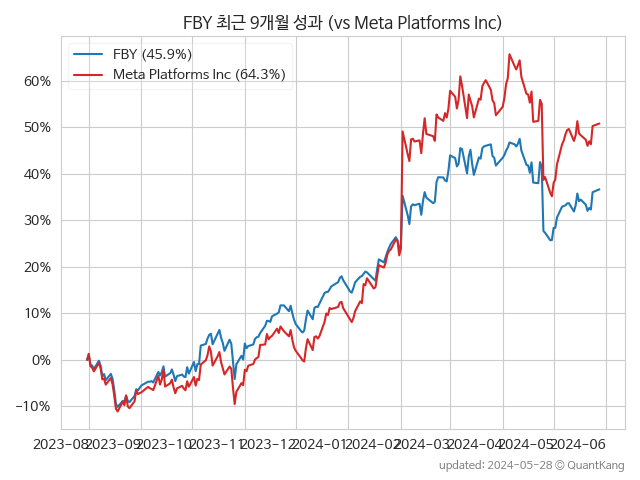 FBY 최근 9개월 성과 (vs Meta Platforms Inc)
FBY (45.9%)
Meta Platforms Inc (64.3%)
60%
50%
40%
30%
20%
10%
0%
−10%
2023-08 2023-09 2023-10 2023-11 2023-12 2024-01 2024-02 2024-03 2024-04 2024-05 2024-06
updated: 2024-05-28 © QuantKang